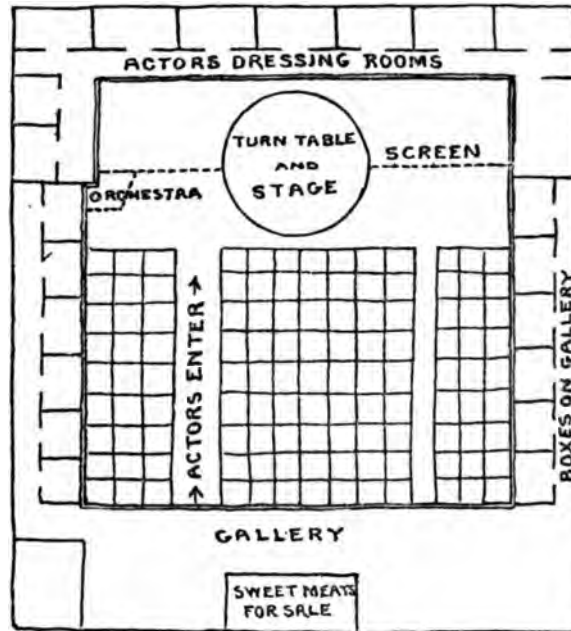 ACTORS DRESSING ROOMS
TURN TABLE
AND
STAGE
SCREEN
ORCHESTRA
ACTORS ENTER
BOXES ON GALLERY
GALLERY
SWEET MEATS
FOR SALE